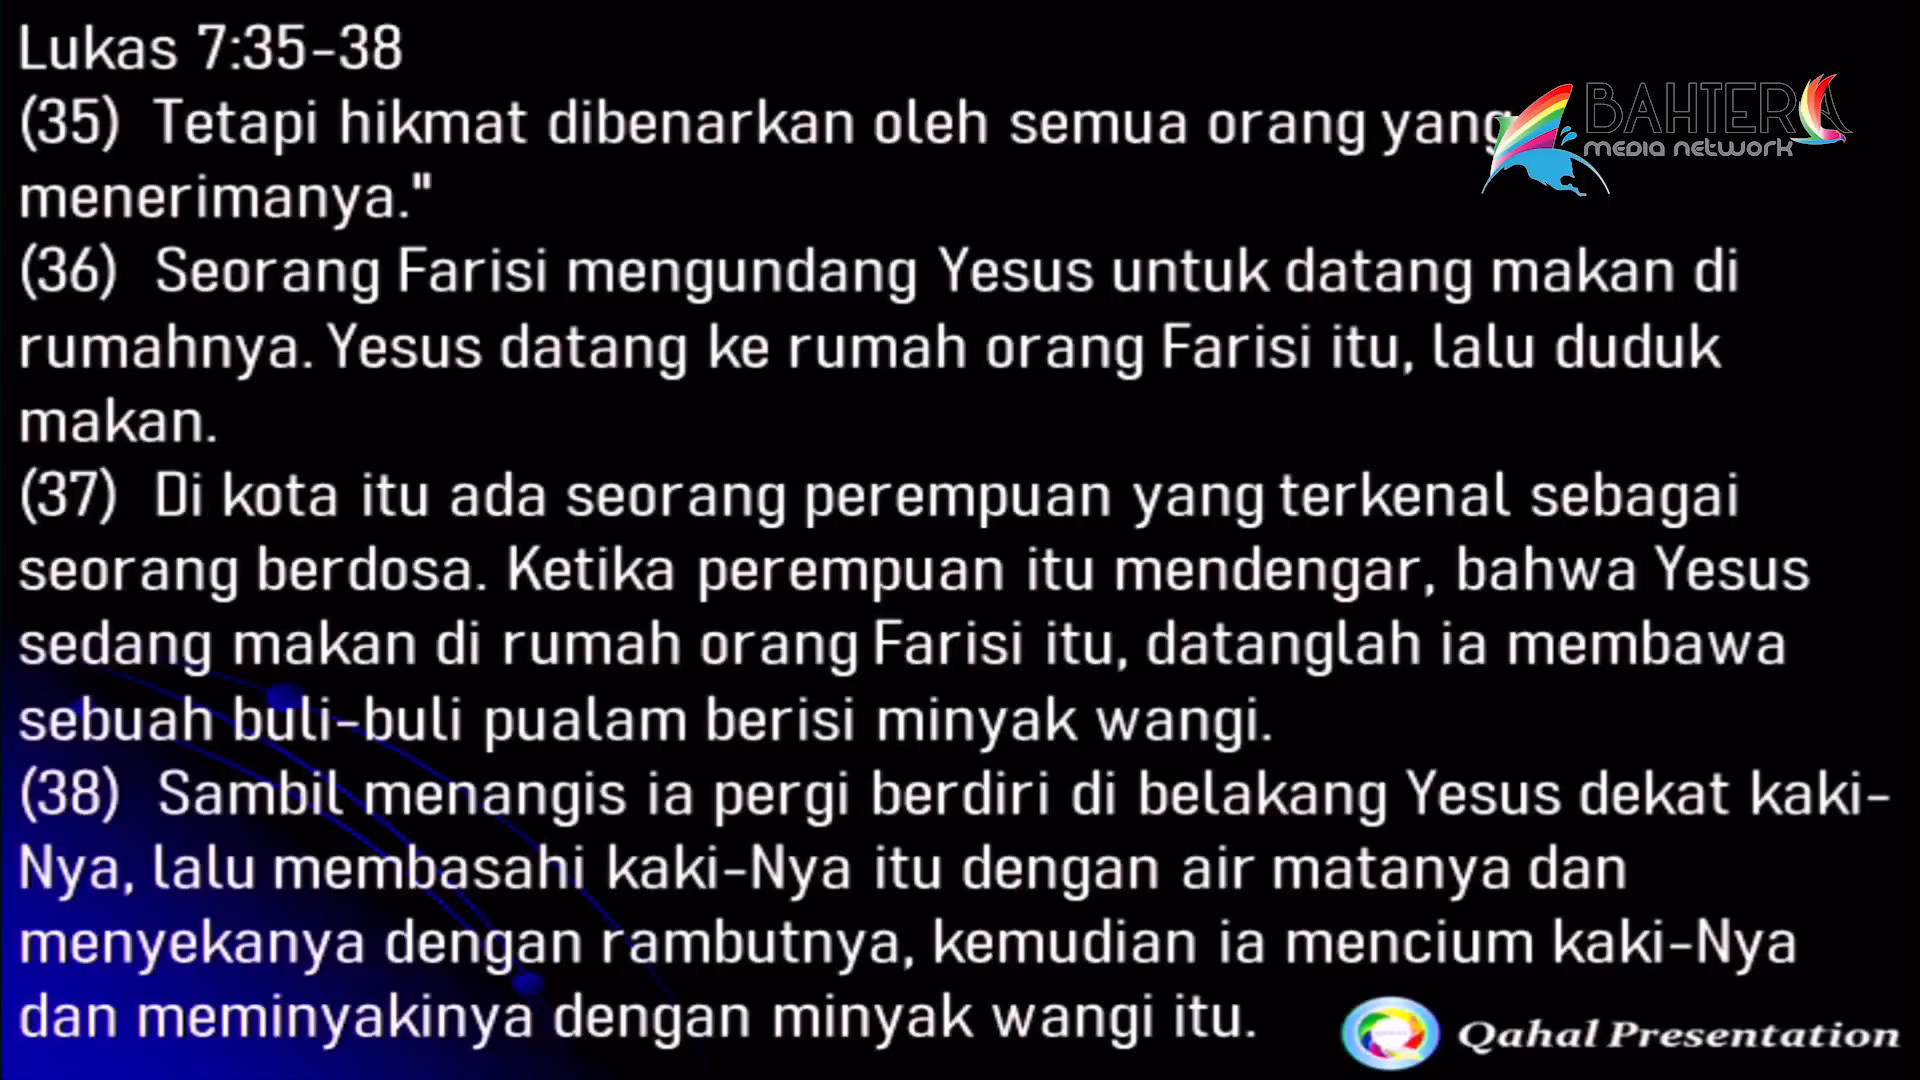 Lukas 7:35-38
(35) Tetapi hikmat dibenarkan oleh semua orang yang
menerimanya."
(36) Seorang Farisi mengundang Yesus untuk datang makan di
rumahnya. Yesus datang ke rumah orang Farisi itu, lalu duduk
makan.
(37) Di kota itu ada seorang perempuan yang terkenal sebagai
seorang berdosa. Ketika perempuan itu mendengar, bahwa Yesus
sedang makan di rumah orang Farisi itu, datanglah ia membawa
sebuah buli-buli pualam berisi minyak wangi.
(38) Sambil menangis ia pergi berdiri di belakang Yesus dekat kaki-
Nya, lalu membasahi kaki-Nya itu dengan air matanya dan
menyekanya dengan rambutnya, kemudian ia mencium kaki-Nya
dan meminyakinya dengan minyak wangi itu.
BAHTERA
MEDIA NETWORK
Qahal Presentation